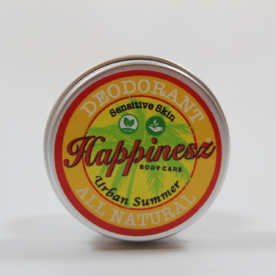 DEODORANT
Sensitive Skin
Happinesz
BODY CARE
Urban Summer
ALL NATURAL